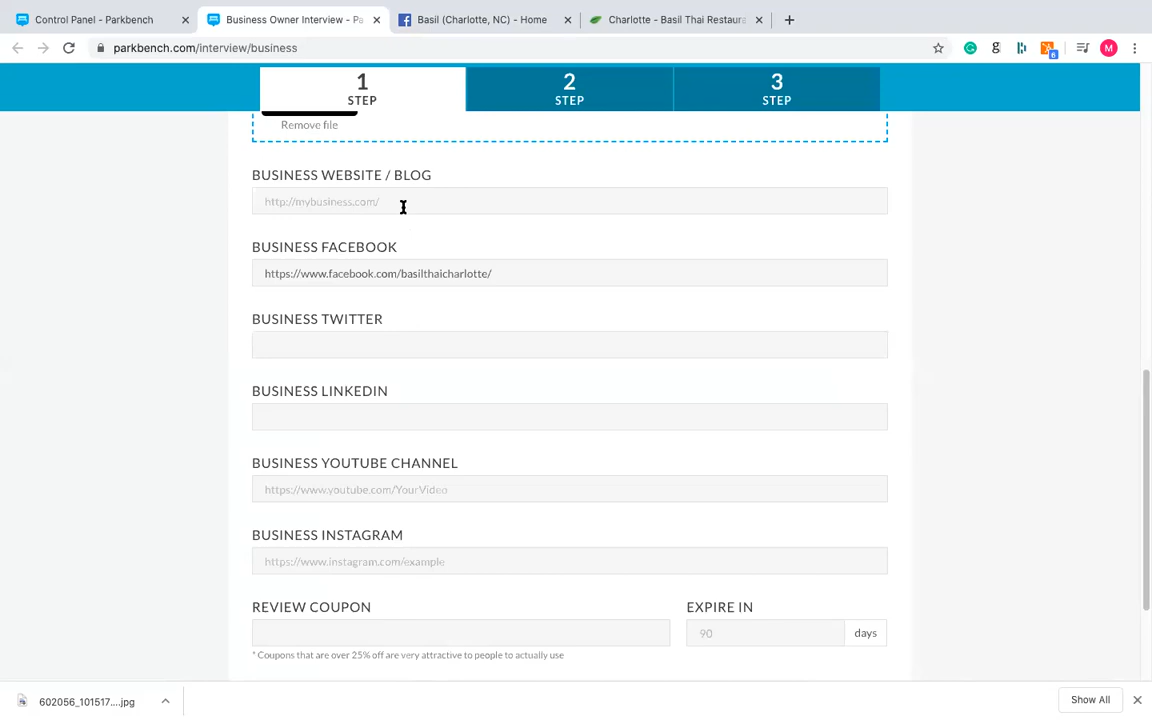 Control Panel - Parkbench
Business Owner Interview - Pa
Basil (Charlotte, NC) - Home
Charlotte - Basil Thai Restaura
parkbench.com/interview/business
6
M
1
STEP
2
STEP
3
STEP
Remove file
BUSINESS WEBSITE / BLOG
http://mybusiness.com/
BUSINESS FACEBOOK
https://www.facebook.com/basilthaicharlotte/
BUSINESS TWITTER
BUSINESS LINKEDIN
BUSINESS YOUTUBE CHANNEL
https://www.youtube.com/YourVideo
BUSINESS INSTAGRAM
https://www.instagram.com/example
REVIEW COUPON
EXPIRE IN
90
days
* Coupons that are over 25% off are very attractive to people to actually use
602056_101517....jpg
Show All